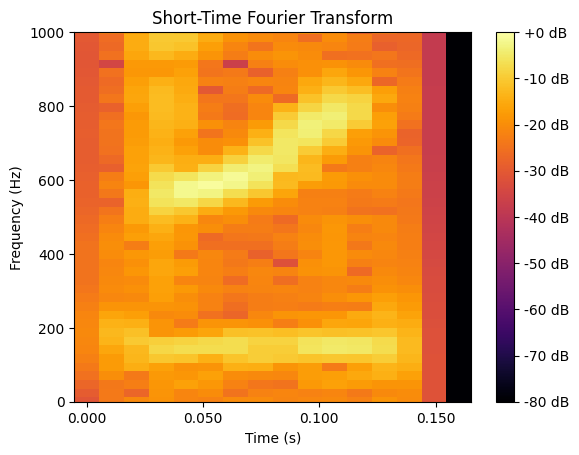 Short-Time Fourier Transform
1000
800
600
400
200
0
Frequency (Hz)
0.000
0.050
0.100
0.150
Time (s)
+0 dB
-10 dB
-20 dB
-30 dB
-40 dB
-50 dB
-60 dB
-70 dB
-80 dB